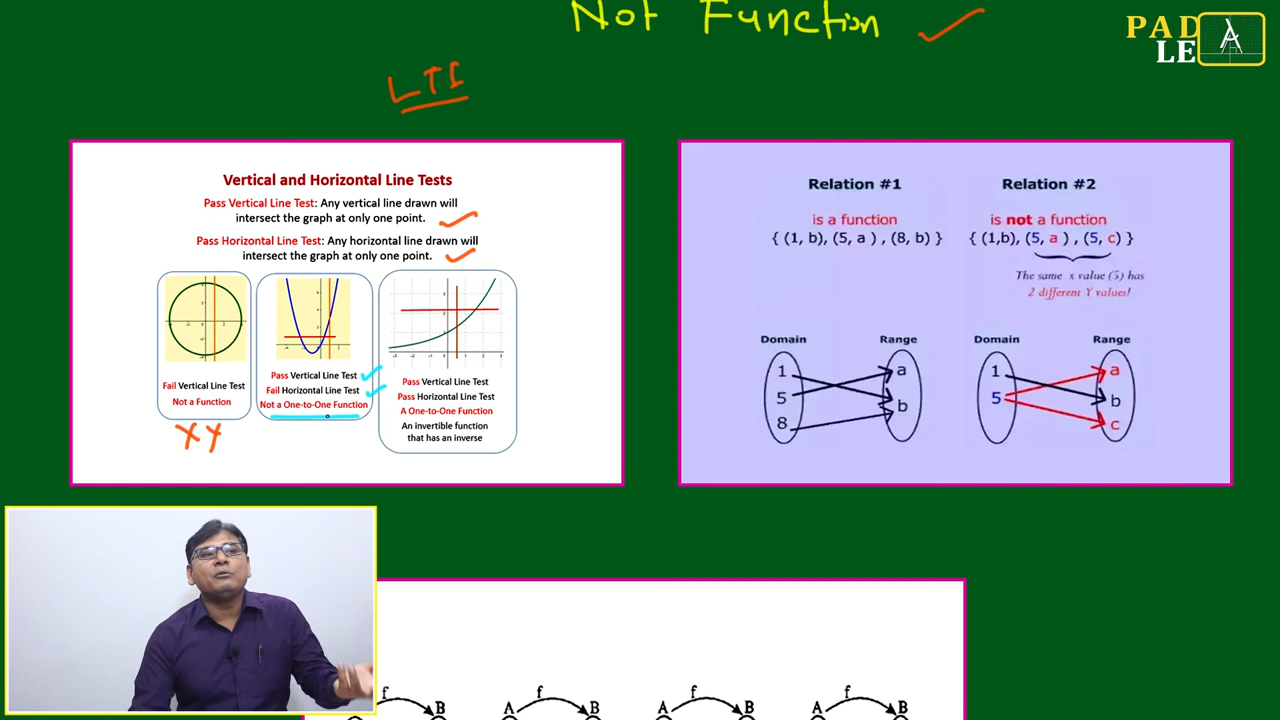 Not Function
PAD
LE
A
LTI
Vertical and Horizontal Line Tests
Pass Vertical Line Test: Any vertical line drawn will
intersect the graph at only one point.
Pass Horizontal Line Test: Any horizontal line drawn will
intersect the graph at only one point.
Fail Vertical Line Test
Not a Function
XY
Pass Vertical Line Test
Fail Horizontal Line Test
Not a One-to-One Function
Pass Vertical Line Test
Pass Horizontal Line Test
A One-to-One Function
An invertible function
that has an inverse
Relation #1
is a function
{ (1, b), (5, a ) , (8, b) }
Domain Range
1 a
5 b
8
Relation #2
is not a function
{ (1,b), (5, a ) , (5, c) }
The same x value (5) has
2 different Y values!
Domain Range
1 a
5 b
c
f B
A f B
A f B
A f B